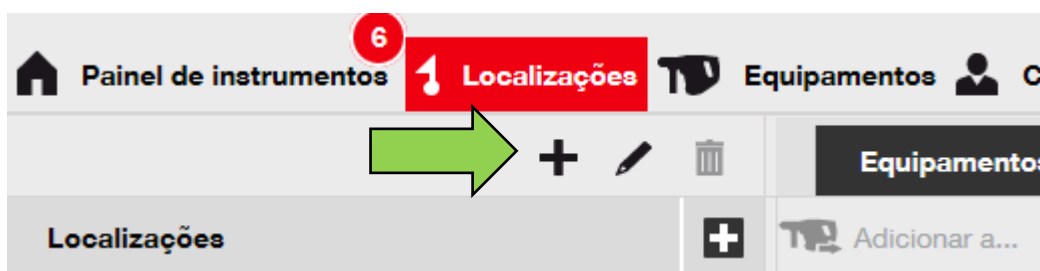 6
Painel de instrumentos Localizações Equipamentos C
Equipamentos
Localizações Adicionar a...